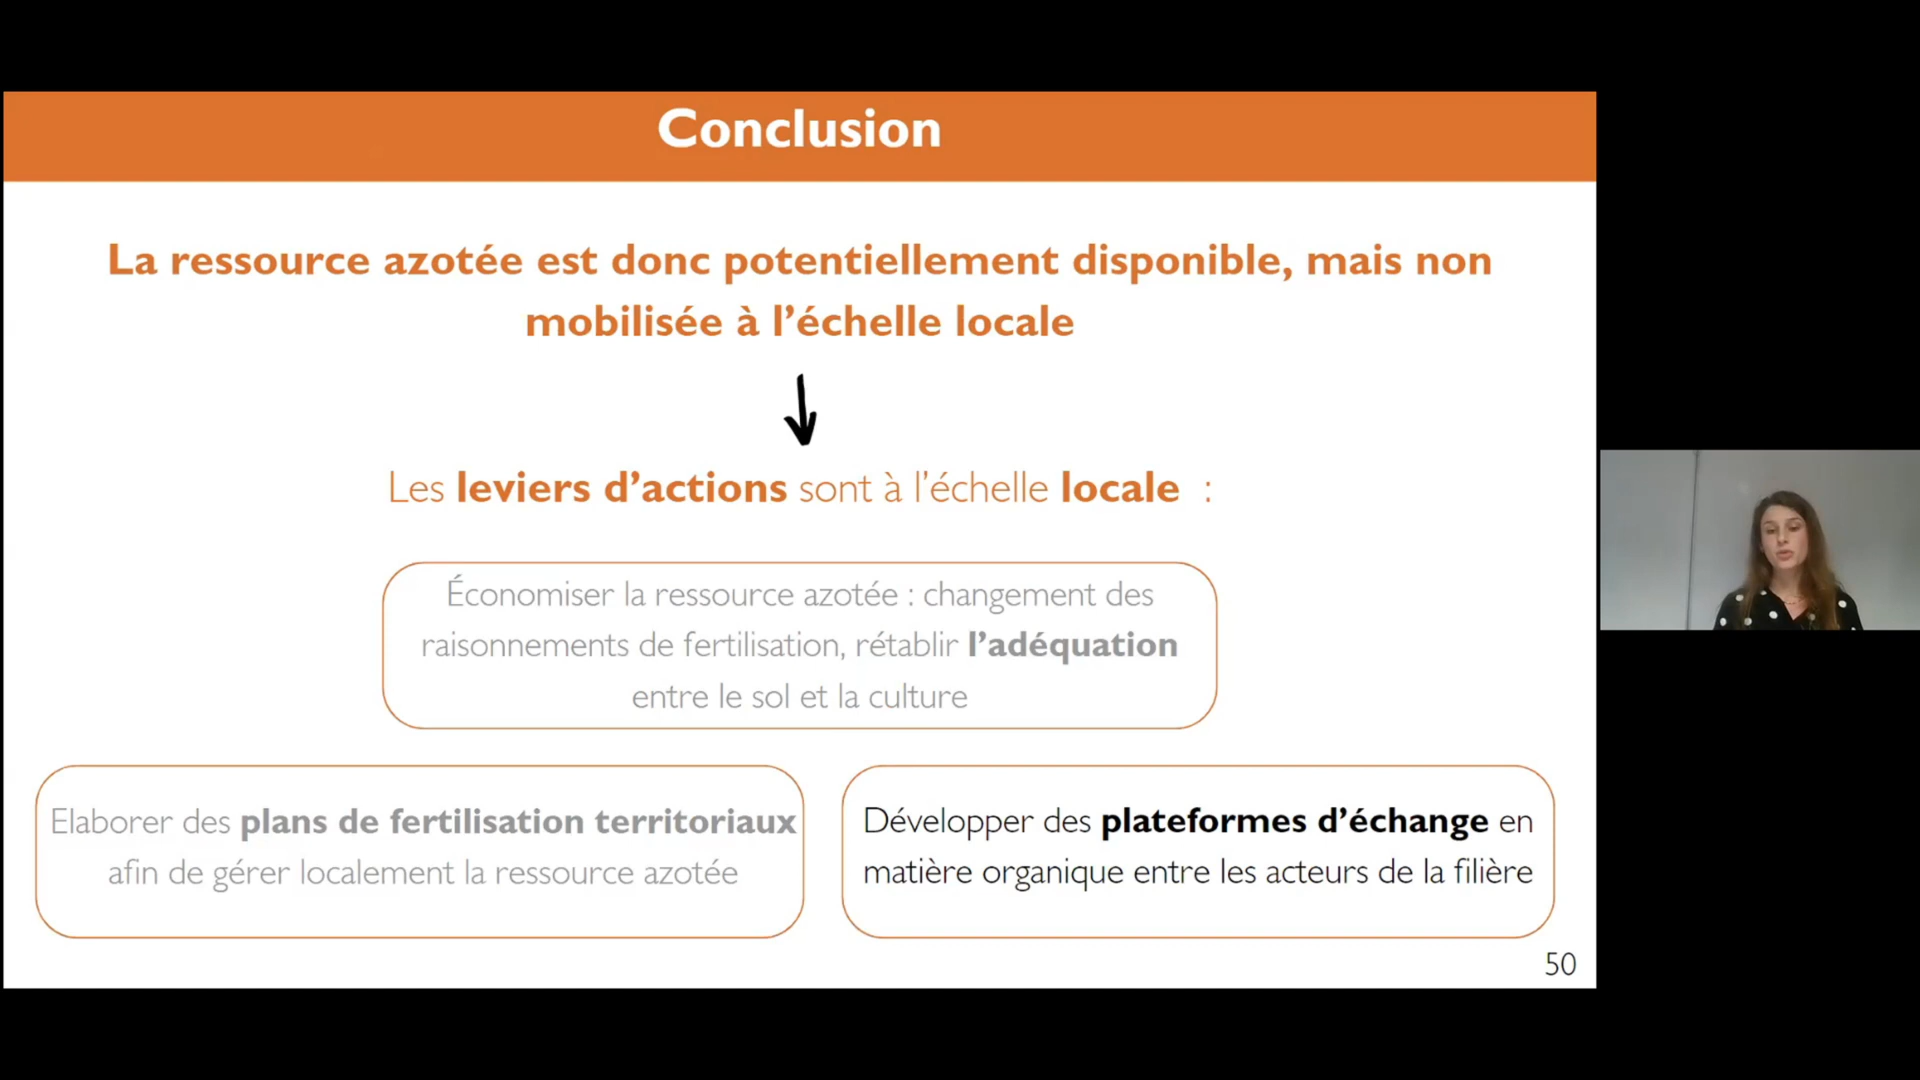 Conclusion
La ressource azotée est donc potentiellement disponible, mais non
mobilisée à l’échelle locale
Les leviers d’actions sont à l’échelle locale :
Économiser la ressource azotée : changement des
raisonnements de fertilisation, rétablir l’adéquation
entre le sol et la culture
Elaborer des plans de fertilisation territoriaux
afin de gérer localement la ressource azotée
Développer des plateformes d’échange en
matière organique entre les acteurs de la filière
50